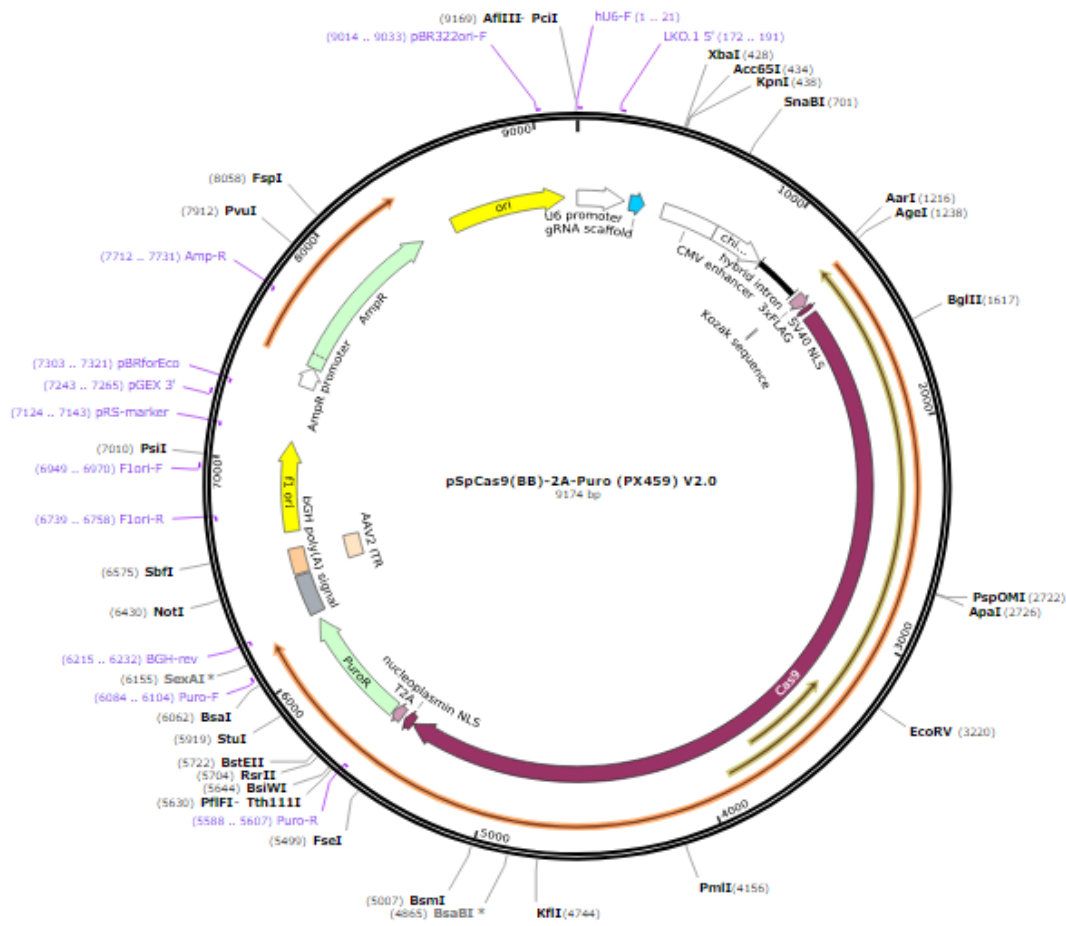 (9169) AflIII - PciI
hU6-F (1 .. 21)
(9014 .. 9033) pBR322ori-F
LKO.1 5' (172 .. 191)
XbaI (428)
Acc65I (434)
KpnI (438)
SnaBI (701)
AarI (1216)
AgeI (1238)
BglII (1617)
PspOMI (2722)
ApaI (2726)
EcoRV (3220)
PmlI (4156)
KflI (4744)
(4865) BsaBI *
(5007) BsmI
(5499) FseI
(5588 .. 5607) Puro-R
(5630) PflFI - Tth111I
(5644) BsiWI
(5704) RsrII
(5722) BstEII
(5919) StuI
(6062) BsaI
(6084 .. 6104) Puro-F
(6155) SexAI *
(6215 .. 6232) BGH-rev
(6430) NotI
(6575) SbfI
(6739 .. 6758) F1ori-R
(6949 .. 6970) F1ori-F
(7010) PsiI
(7124 .. 7143) pRS-marker
(7243 .. 7265) pGEX 3'
(7303 .. 7321) pBRforEco
(7712 .. 7731) Amp-R
(7912) PvuI
(8058) FspI
1000
2000
3000
4000
5000
6000
7000
8000
9000
ori
U6 promoter
gRNA scaffold
CMV enhancer
chi...
hybrid intron
3xFLAG
SV40 NLS
Kozak sequence
Cas9
nucleoplasmin NLS
T2A
PuroR
bGH poly(A) signal
AAV2 ITR
f1 ori
AmpR promoter
AmpR
pSpCas9(BB)-2A-Puro (PX459) V2.0
9174 bp